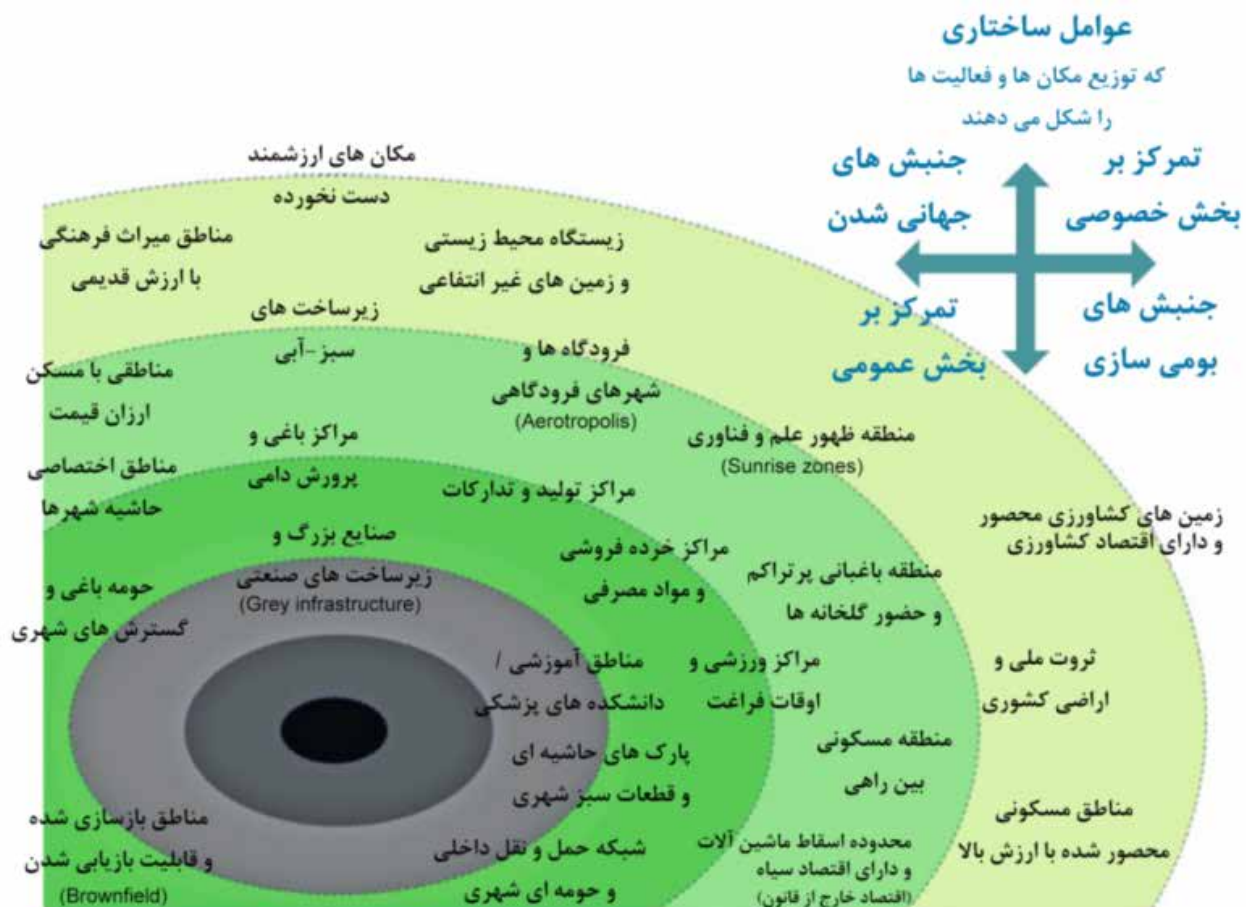 عوامل ساختاری
که توزیع مکان ها و فعالیت ها
را شکل می دهند
تمرکز بر
بخش خصوصی
جنبش های
جهانی شدن
جنبش های
بومی سازی
تمرکز بر
بخش عمومی
مکان های ارزشمند
دست نخورده
زیستگاه محیط زیستی
و زمین های غیر انتفاعی
مناطق میراث فرهنگی
با ارزش قدیمی
زیرساخت های
سبز-آبی
فرودگاه ها و
شهرهای فرودگاهی
(Aerotropolis)
مناطقی با مسکن
ارزان قیمت
منطقه ظهور علم و فناوری
(Sunrise zones)
مراکز باغی و
پرورش دامی
مناطق اختصاصی
حاشیه شهرها
مراکز تولید و تدارکات
زمین های کشاورزی محصور
و دارای اقتصاد کشاورزی
صنایع بزرگ و
زیرساخت های صنعتی
(Grey infrastructure)
مراکز خرده فروشی
و مواد مصرفی
منطقه باغبانی پرتراکم
و حضور گلخانه ها
حومه باغی و
گسترش های شهری
ثروت ملی و
اراضی کشوری
مراکز ورزشی و
اوقات فراغت
مناطق آموزشی /
دانشکده های پزشکی
منطقه مسکونی
بین راهی
پارک های حاشیه ای
و قطعات سبز شهری
مناطق مسکونی
محصور شده با ارزش بالا
محدوده اسقاط ماشین آلات
و دارای اقتصاد سیاه
(اقتصاد خارج از قانون)
شبکه حمل و نقل داخلی
و حومه ای شهری
مناطق بازسازی شده
و قابلیت بازیابی شدن
(Brownfield)